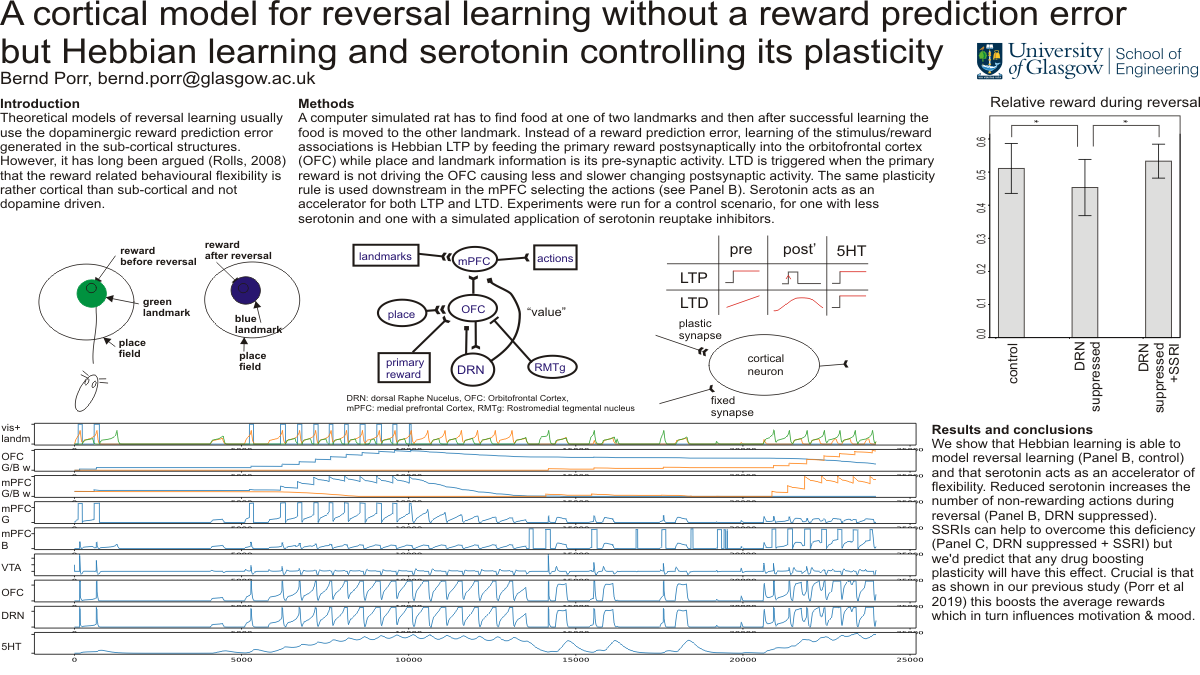 A cortical model for reversal learning without a reward prediction error
but Hebbian learning and serotonin controlling its plasticity
Bernd Porr, bernd.porr@glasgow.ac.uk
University
of Glasgow
School of
Engineering
Introduction
Theoretical models of reversal learning usually
use the dopaminergic reward prediction error
generated in the sub-cortical structures.
However, it has long been argued (Rolls, 2008)
that the reward related behavioural flexibility is
rather cortical than sub-cortical and not
dopamine driven.
Methods
A computer simulated rat has to find food at one of two landmarks and then after successful learning the
food is moved to the other landmark. Instead of a reward prediction error, learning of the stimulus/reward
associations is Hebbian LTP by feeding the primary reward postsynaptically into the orbitofrontal cortex
(OFC) while place and landmark information is its pre-synaptic activity. LTD is triggered when the primary
reward is not driving the OFC causing less and slower changing postsynaptic activity. The same plasticity
rule is used downstream in the mPFC selecting the actions (see Panel B). Serotonin acts as an
accelerator for both LTP and LTD. Experiments were run for a control scenario, for one with less
serotonin and one with a simulated application of serotonin reuptake inhibitors.
reward
before reversal
reward
after reversal
green
landmark
blue
landmark
place
field
place
field
landmarks
mPFC
actions
place
OFC
"value"
primary
reward
DRN
RMTg
DRN: dorsal Raphe Nucelus, OFC: Orbitofrontal Cortex,
mPFC: medial prefrontal Cortex, RMTg: Rostromedial tegmental nucleus
pre
post'
5HT
LTP
LTD
plastic
synapse
cortical
neuron
fixed
synapse
Relative reward during reversal
*
*
0.6
0.5
0.4
0.3
0.2
0.1
0.0
control
DRN
suppressed
DRN
suppressed
+SSRI
vis+
landm
OFC
G/B w.
mPFC
G/B w.
mPFC-
G
mPFC-
B
VTA
OFC
DRN
5HT
0
5000
10000
15000
20000
25000
Results and conclusions
We show that Hebbian learning is able to
model reversal learning (Panel B, control)
and that serotonin acts as an accelerator of
flexibility. Reduced serotonin increases the
number of non-rewarding actions during
reversal (Panel B, DRN suppressed).
SSRIs can help to overcome this deficiency
(Panel C, DRN suppressed + SSRI) but
we'd predict that any drug boosting
plasticity will have this effect. Crucial is that
as shown in our previous study (Porr et al
2019) this boosts the average rewards
which in turn influences motivation & mood.